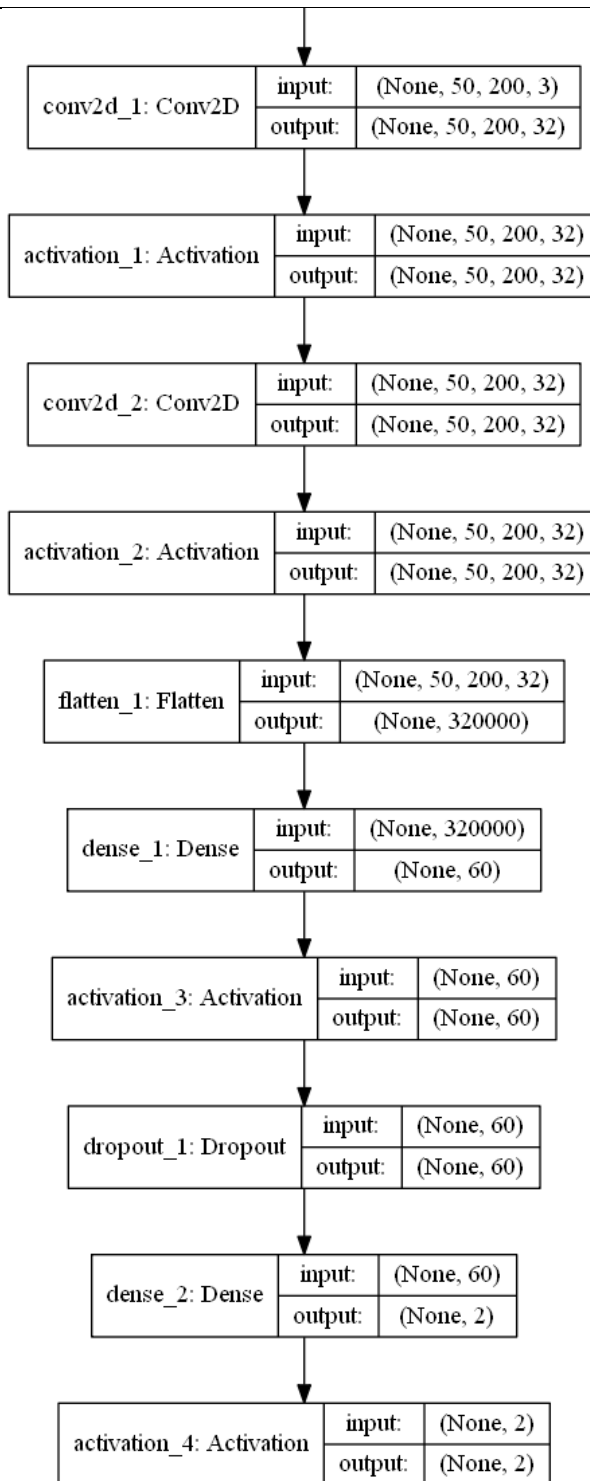 conv2d_1: Conv2D
input:
(None, 50, 200, 3)
output:
(None, 50, 200, 32)
activation_1: Activation
input:
(None, 50, 200, 32)
output:
(None, 50, 200, 32)
conv2d_2: Conv2D
input:
(None, 50, 200, 32)
output:
(None, 50, 200, 32)
activation_2: Activation
input:
(None, 50, 200, 32)
output:
(None, 50, 200, 32)
flatten_1: Flatten
input:
(None, 50, 200, 32)
output:
(None, 320000)
dense_1: Dense
input:
(None, 320000)
output:
(None, 60)
activation_3: Activation
input:
(None, 60)
output:
(None, 60)
dropout_1: Dropout
input:
(None, 60)
output:
(None, 60)
dense_2: Dense
input:
(None, 60)
output:
(None, 2)
activation_4: Activation
input:
(None, 2)
output:
(None, 2)